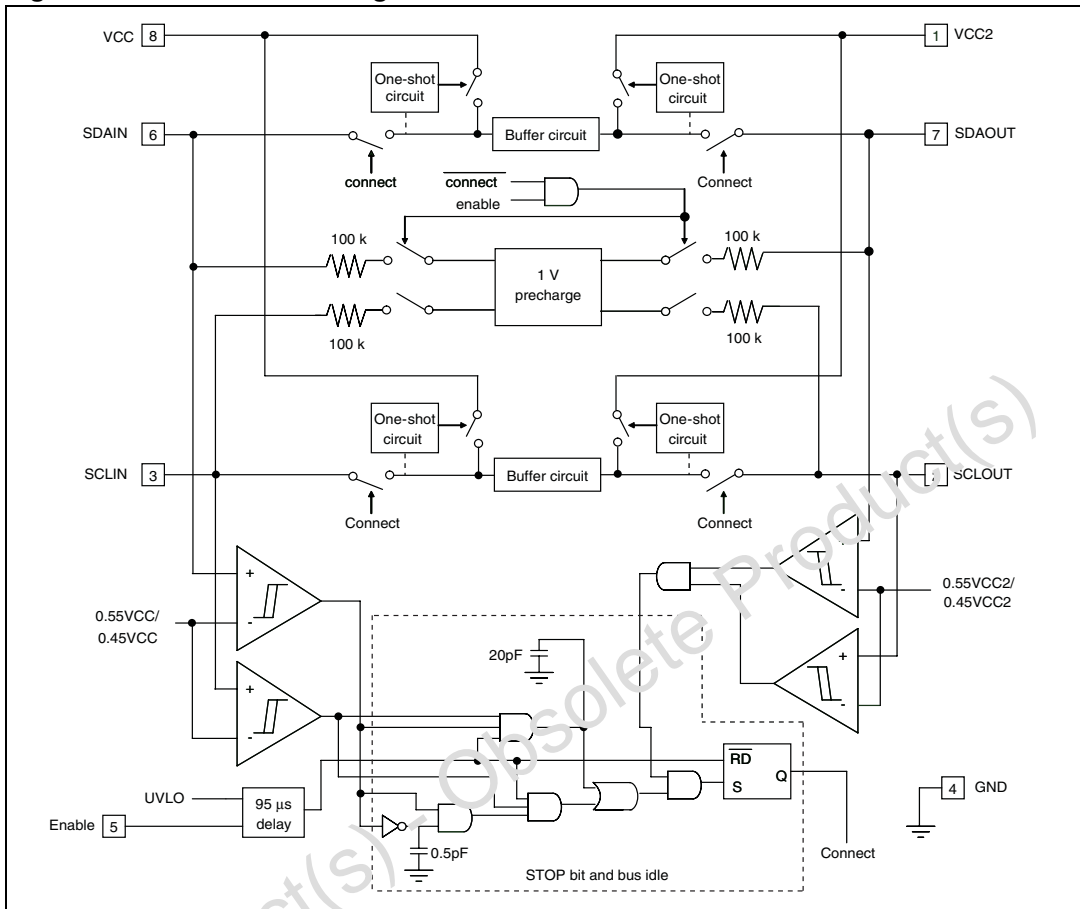 VCC 8
1 VCC2
One-shot circuit
One-shot circuit
SDAIN 6
Buffer circuit
7 SDAOUT
connect
Connect
connect
enable
100 k
100 k
1 V
precharge
100 k
100 k
One-shot circuit
One-shot circuit
SCLIN 3
Buffer circuit
SCLOUT
Connect
Connect
+
-
0.55VCC/
0.45VCC
+
-
-
0.55VCC2/
0.45VCC2
+
-
20pF
RD
S
Q
UVLO
95 μs
delay
Enable 5
0.5pF
4 GND
Connect
STOP bit and bus idle
Obsolete Product(s)
ct(s) -